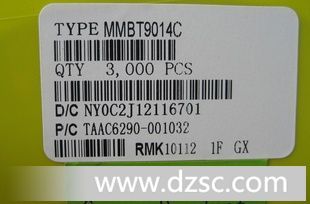 TYPE MMBT9014C
QTY 3,000 PCS
D/C NY0C2J12116701
P/C TAAC6290-001032
RMK10112 1F GX
www.dzsc.com